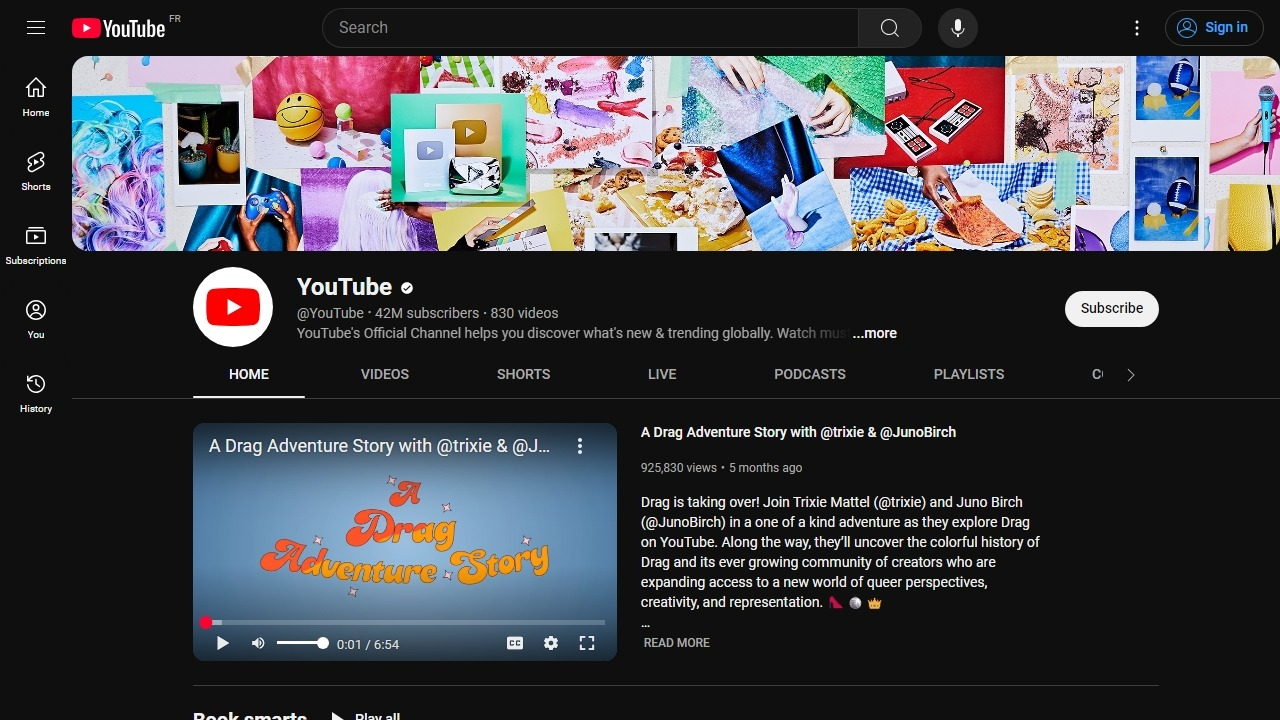 YouTube FR
Search
Sign in
Home
Shorts
Subscriptions
You
History
YouTube
@YouTube · 42M subscribers · 830 videos
YouTube's Official Channel helps you discover what's new & trending globally. Watch must ...more
Subscribe
HOME VIDEOS SHORTS LIVE PODCASTS PLAYLISTS
A Drag Adventure Story with @trixie & @J...
A
Drag
Adventure Story
0:01 / 6:54
CC
A Drag Adventure Story with @trixie & @JunoBirch
925,830 views • 5 months ago
Drag is taking over! Join Trixie Mattel (@trixie) and Juno Birch
(@JunoBirch) in a one of a kind adventure as they explore Drag
on YouTube. Along the way, they’ll uncover the colorful history of
Drag and its ever growing community of creators who are
expanding access to a new world of queer perspectives,
creativity, and representation. 👠 🪩 👑
...
READ MORE
Book smarts Play all